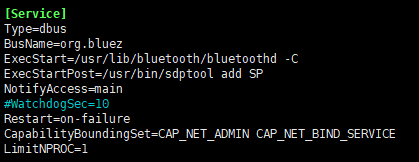 [Service]
Type=dbus
BusName=org.bluez
ExecStart=/usr/lib/bluetooth/bluetoothd -C
ExecStartPost=/usr/bin/sdptool add SP
NotifyAccess=main
#WatchdogSec=10
Restart=on-failure
CapabilityBoundingSet=CAP_NET_ADMIN CAP_NET_BIND_SERVICE
LimitNPROC=1